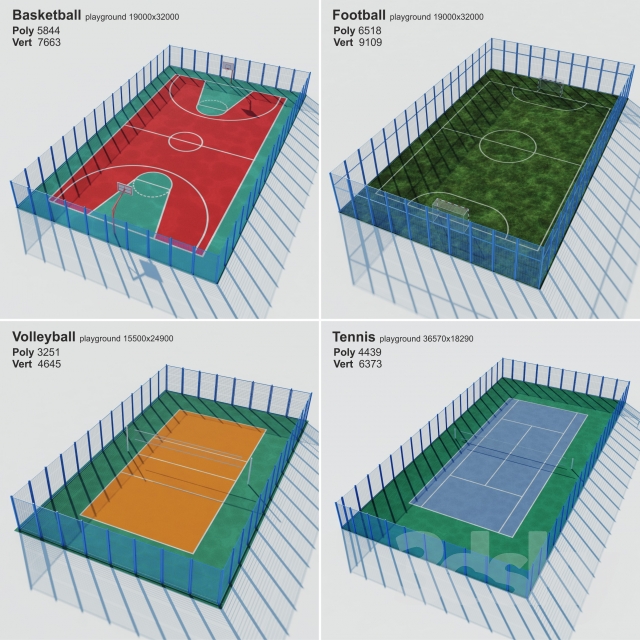 Basketball playground 19000x32000
Poly 5844
Vert 7663
Football playground 19000x32000
Poly 6518
Vert 9109
Volleyball playground 15500x24900
Poly 3251
Vert 4645
Tennis playground 36570x18290
Poly 4439
Vert 6373
3dsl